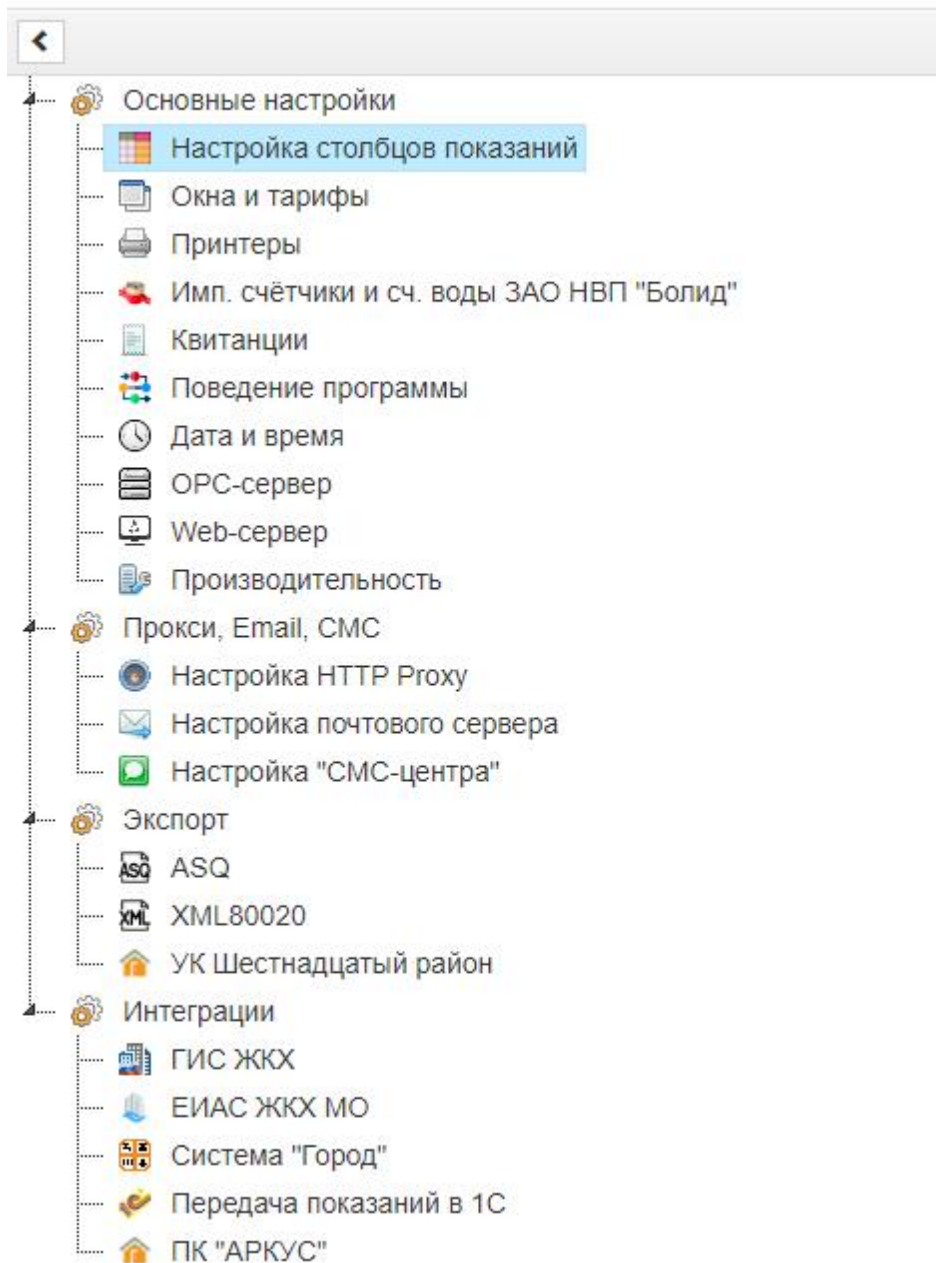 Основные настройки
Настройка столбцов показаний
Окна и тарифы
Принтеры
Имп. счётчики и сч. воды ЗАО НВП "Болид"
Квитанции
Поведение программы
Дата и время
OPC-сервер
Web-сервер
Производительность
Прокси, Email, СМС
Настройка HTTP Proxy
Настройка почтового сервера
Настройка "СМС-центра"
Экспорт
ASQ ASQ
XML XML80020
УК Шестнадцатый район
Интеграции
ГИС ЖКХ
ЕИАС ЖКХ МО
Система "Город"
Передача показаний в 1С
ПК "АРКУС"